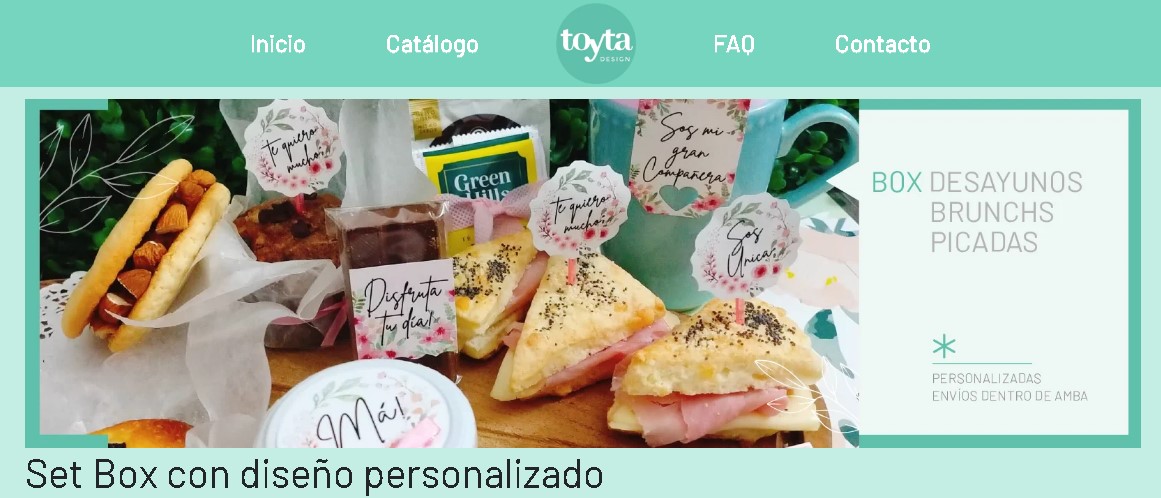 Inicio
Catálogo
toyta
DESIGN
FAQ
Contacto
te quiero
mucho!
Green
Hills
Sos mi
gran
Compañera
te quiero
mucho!
Sos
Única!
Disfruta
tu día!
Má!
BOX DESAYUNOS
BRUNCHS
PICADAS
PERSONALIZADAS
ENVÍOS DENTRO DE AMBA
Set Box con diseño personalizado